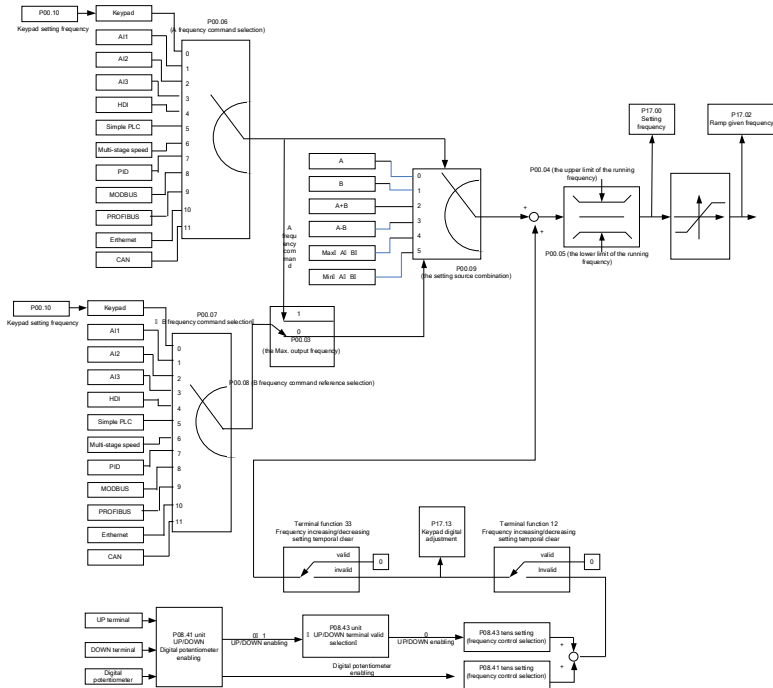 P00.10
Keypad setting frequency
Keypad
AI1
AI2
AI3
HDI
Simple PLC
Multi-stage speed
PID
MODBUS
PROFIBUS
Erthernet
CAN
P00.06
(A frequency command selection)
0
1
2
3
4
5
6
7
8
9
10
11
A
frequ
ency
com
man
d
A
B
A+B
A-B
Max( A, B)
Min( A, B)
0
1
2
3
4
5
P00.09
(the setting source combination)
+
+
P00.04 (the upper limit of the running
frequency)
P00.05 (the lower limit of the running
frequency)
P17.00
Setting
frequency
P17.02
Ramp given frequency
P00.10
Keypad setting frequency
Keypad
AI1
AI2
AI3
HDI
Simple PLC
Multi-stage speed
PID
MODBUS
PROFIBUS
Erthernet
CAN
P00.07
( B frequency command selection)
0
1
2
3
4
5
6
7
8
9
10
11
1
0
P00.03
(the Max. output frequency)
P00.08 (B frequency command reference selection)
Terminal function 33
Frequency increasing/decreasing
setting temporal clear
valid
invalid
0
P17.13
Keypad digital
adjustment
Terminal function 12
Frequency increasing/decreasing
setting temporal clear
valid
Invalid
0
UP terminal
DOWN terminal
Digital
potentiometer
P08.41 unit
UP/DOWN
Digital potentiometer
enabling
0, 1
UP/DOWN enabling
P08.43 unit
( UP/DOWN terminal valid
selection)
0
UP/DOWN enabling
P08.43 tens setting
(frequency control selection)
Digital potentiometer
enabling
P08.41 tens setting
(frequency control selection)
+
+